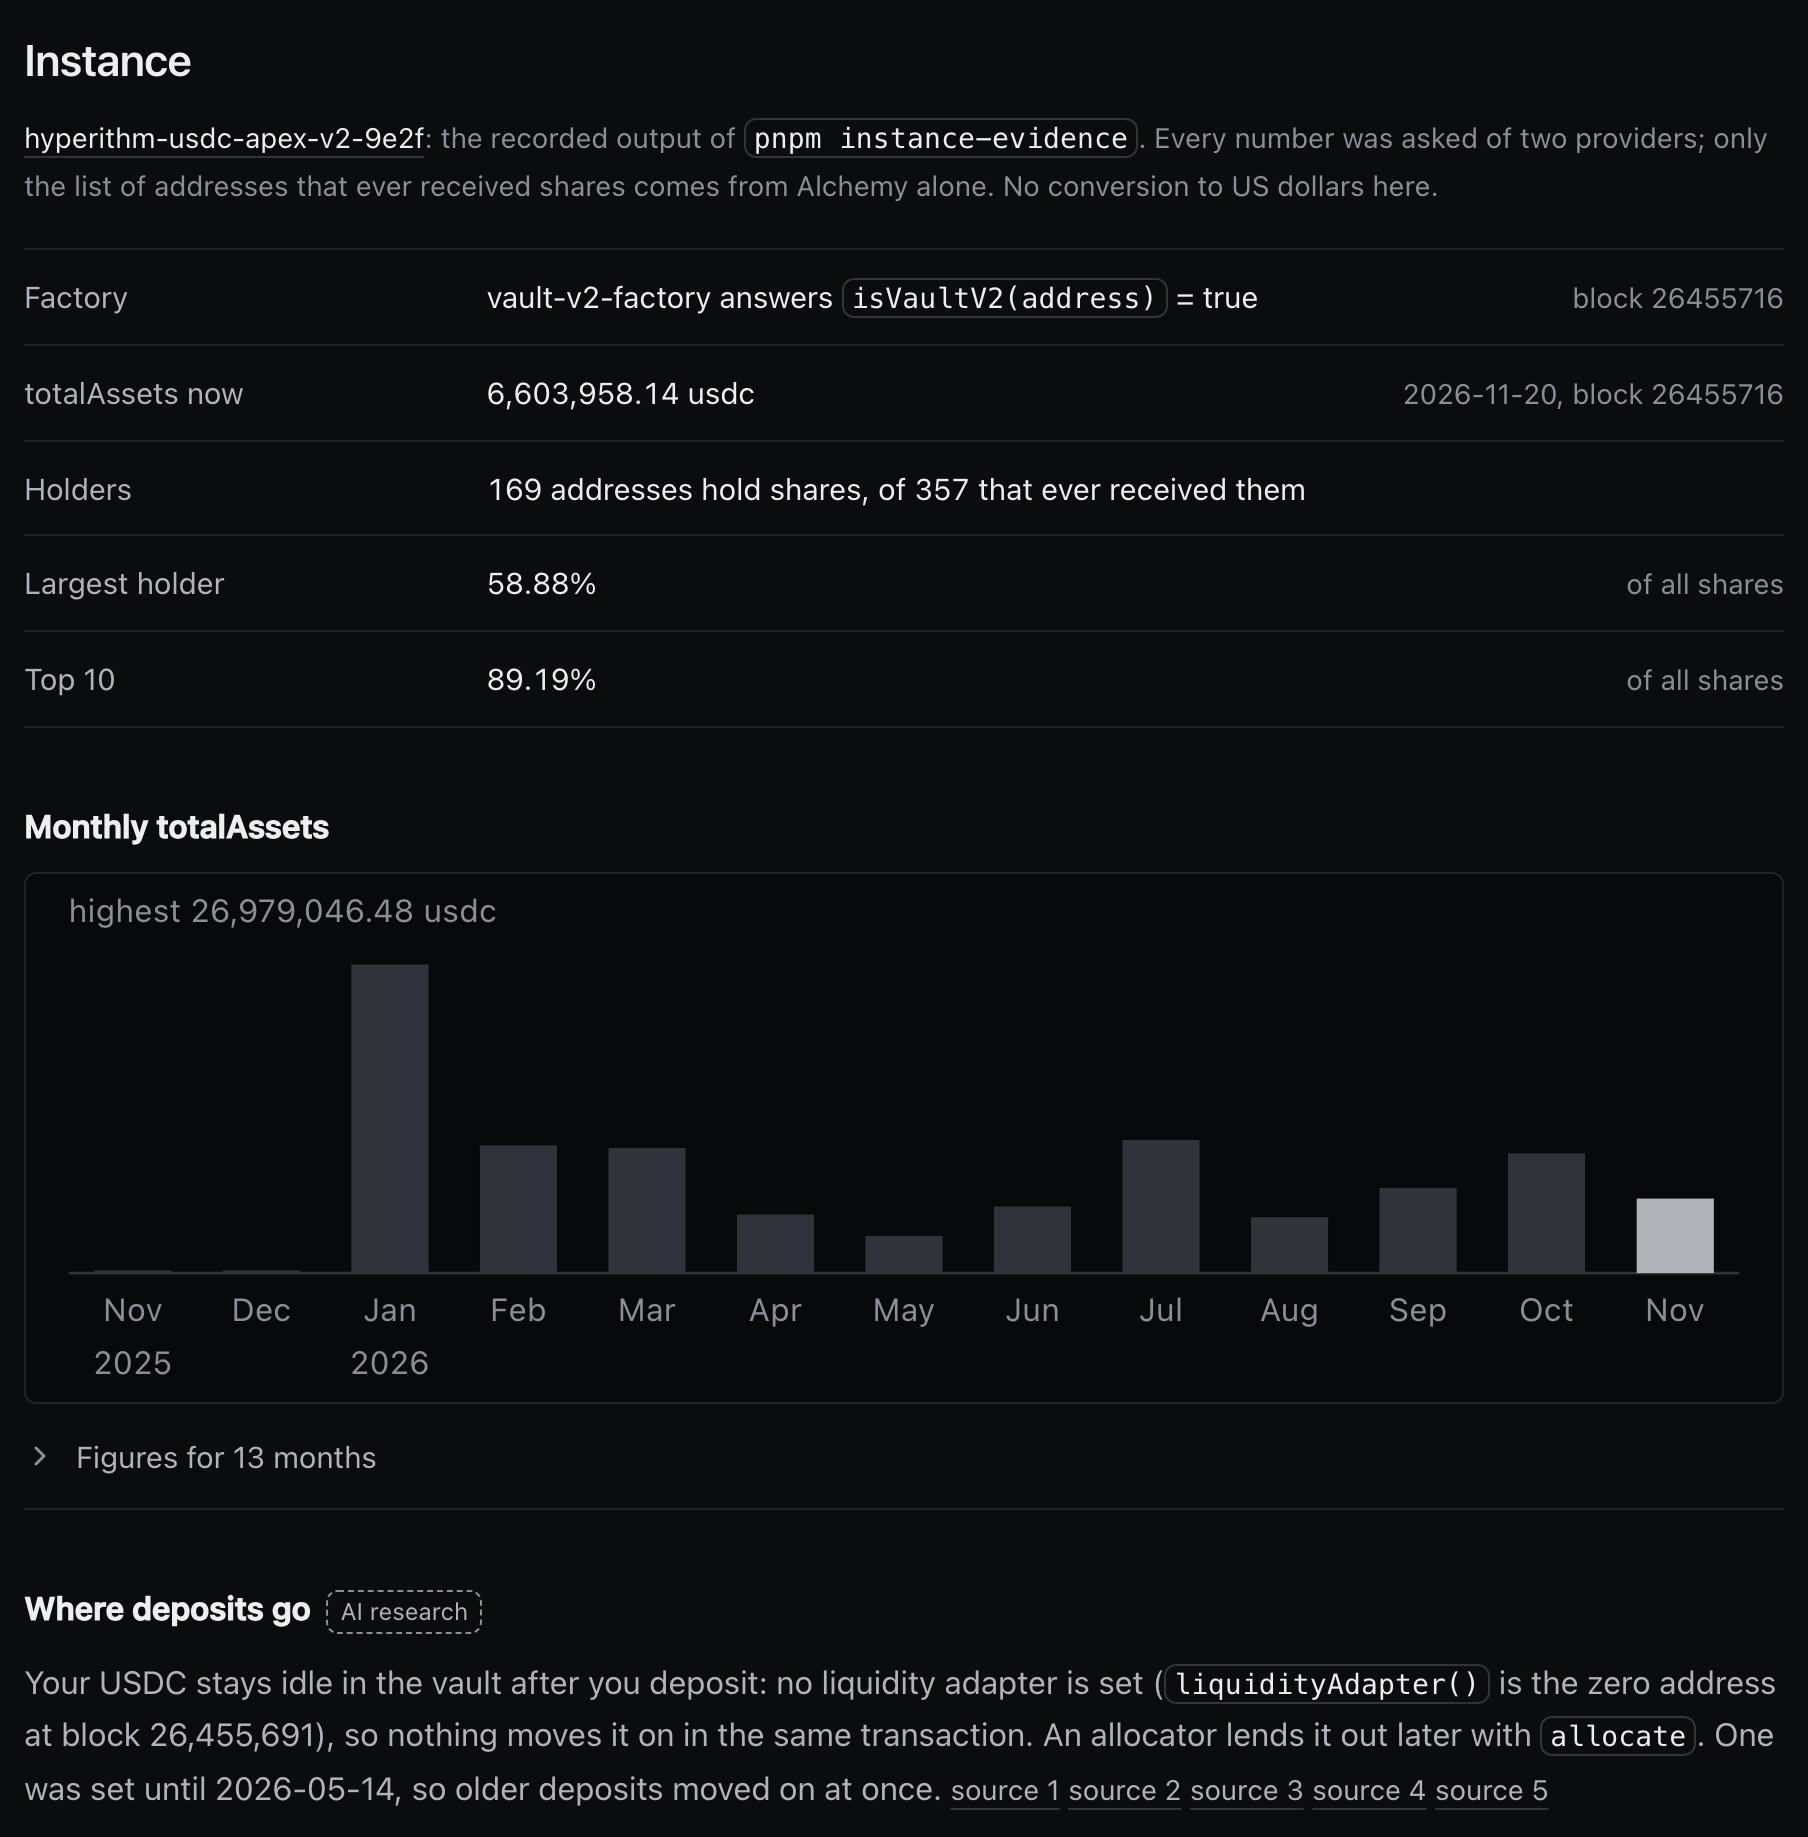 Instance
hyperithm-usdc-apex-v2-9e2f: the recorded output of pnpm instance-evidence. Every number was asked of two providers; only
the list of addresses that ever received shares comes from Alchemy alone. No conversion to US dollars here.
Factory vault-v2-factory answers isVaultV2(address) = true block 26455716
totalAssets now 6,603,958.14 usdc 2026-11-20, block 26455716
Holders 169 addresses hold shares, of 357 that ever received them
Largest holder 58.88% of all shares
Top 10 89.19% of all shares
Monthly totalAssets
highest 26,979,046.48 usdc
Nov Dec Jan Feb Mar Apr May Jun Jul Aug Sep Oct Nov
2025 2026
Figures for 13 months
Where deposits go AI research
Your USDC stays idle in the vault after you deposit: no liquidity adapter is set (liquidityAdapter() is the zero address
at block 26,455,691), so nothing moves it on in the same transaction. An allocator lends it out later with allocate. One
was set until 2026-05-14, so older deposits moved on at once. source 1 source 2 source 3 source 4 source 5